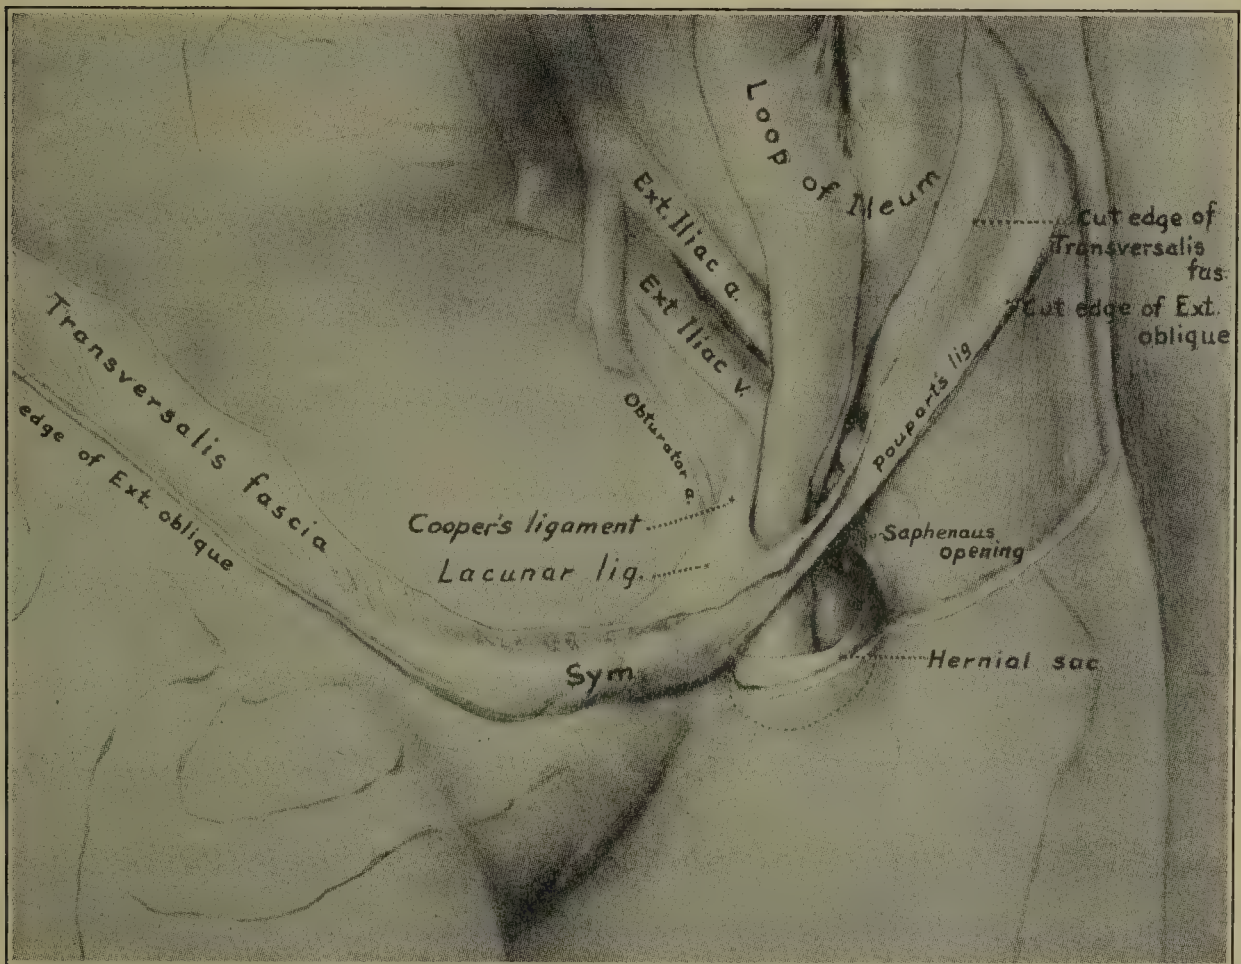 Loop of Ileum
Ext. Iliac a.
Ext Iliac v.
Cut edge of
Transversalis
fas.
Cut edge of Ext.
oblique
Transversalis fascia
edge of Ext. oblique
poupart's lig
Obturator a.
Cooper's ligament
Lacunar lig.
Saphenaus
opening
Sym.
Hernial sac